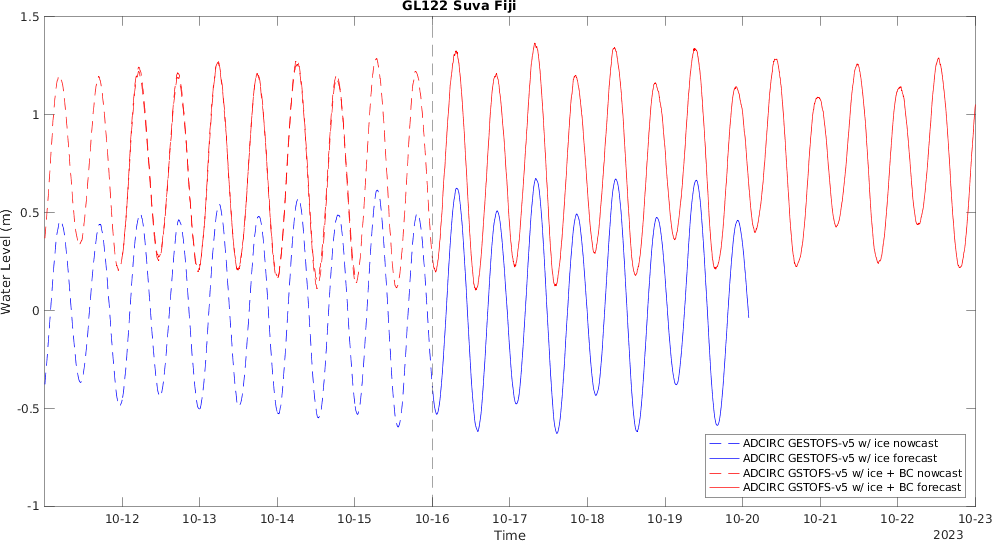 GL122 Suva Fiji
1.5
1
0.5
0
-0.5
-1
Water Level (m)
ADCIRC GESTOFS-v5 w/ ice nowcast
ADCIRC GESTOFS-v5 w/ ice forecast
ADCIRC GSTOFS-v5 w/ ice + BC nowcast
ADCIRC GSTOFS-v5 w/ ice + BC forecast
10-12 10-13 10-14 10-15 10-16 10-17 10-18 10-19 10-20 10-21 10-22 10-23
Time
2023